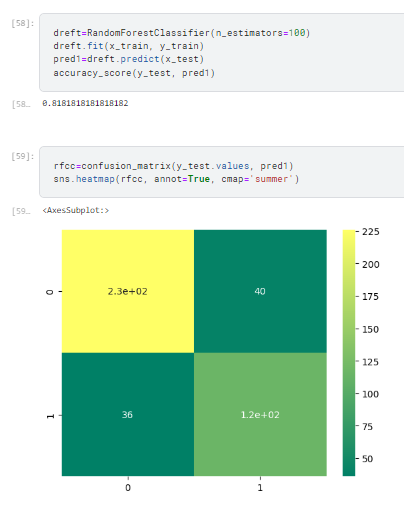 [58]:
dreft=RandomForestClassifier(n_estimators=100)
dreft.fit(x_train, y_train)
pred1=dreft.predict(x_test)
accuracy_score(y_test, pred1)
[58…
0.8181818181818182
[59]:
rfcc=confusion_matrix(y_test.values, pred1)
sns.heatmap(rfcc, annot=True, cmap='summer')
[59…
<AxesSubplot:>
0
2.3e+02
40
1
36
1.2e+02
0
1
225
200
175
150
125
100
75
50